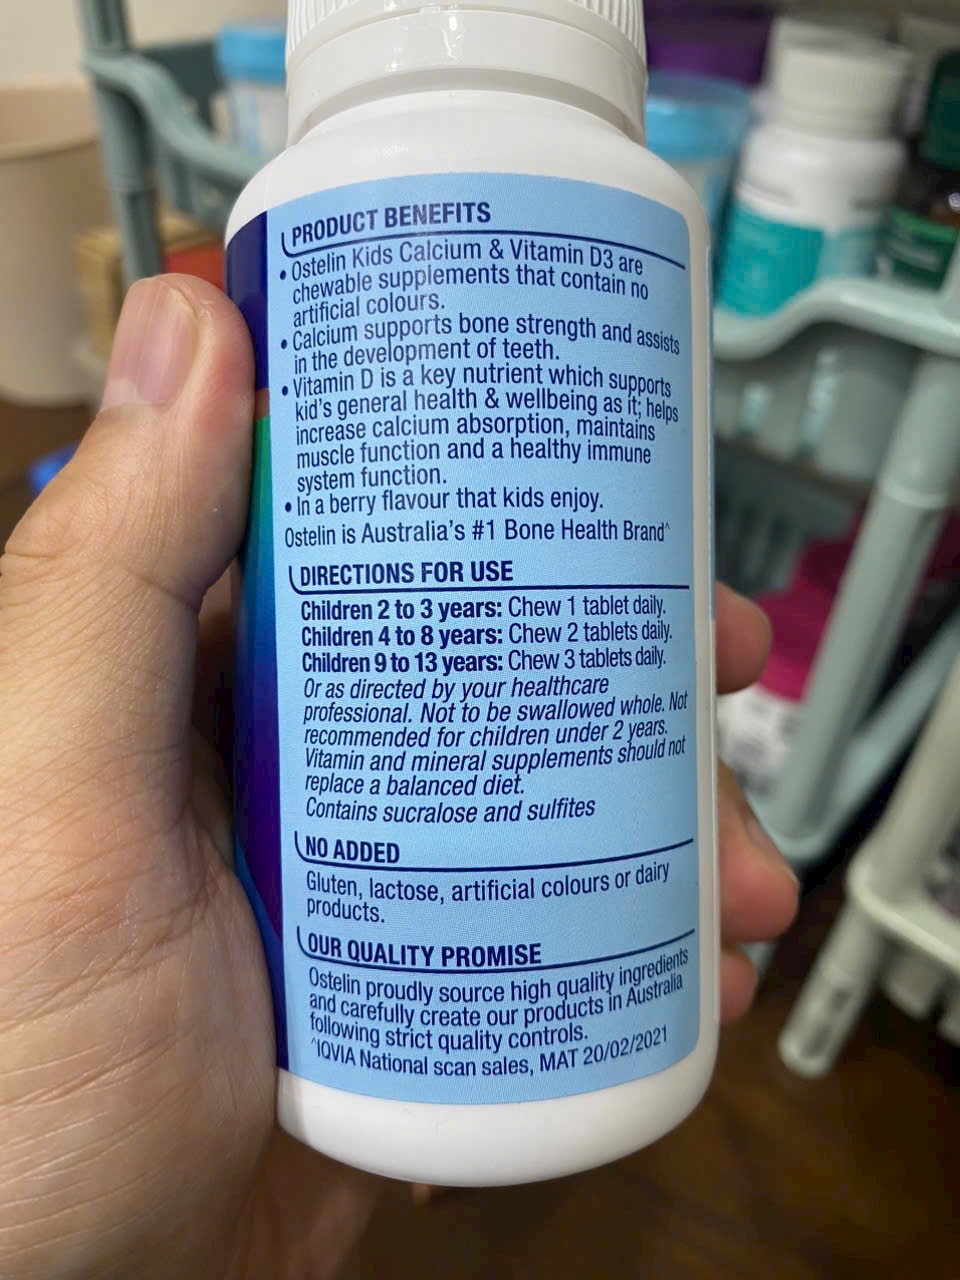 PRODUCT BENEFITS
• Ostelin Kids Calcium & Vitamin D3 are
chewable supplements that contain no
artificial colours.
• Calcium supports bone strength and assists
in the development of teeth.
• Vitamin D is a key nutrient which supports
kid's general health & wellbeing as it; helps
increase calcium absorption, maintains
muscle function and a healthy immune
system function.
• In a berry flavour that kids enjoy.
Ostelin is Australia's #1 Bone Health Brand^
DIRECTIONS FOR USE
Children 2 to 3 years: Chew 1 tablet daily.
Children 4 to 8 years: Chew 2 tablets daily.
Children 9 to 13 years: Chew 3 tablets daily.
Or as directed by your healthcare
professional. Not to be swallowed whole. Not
recommended for children under 2 years.
Vitamin and mineral supplements should not
replace a balanced diet.
Contains sucralose and sulfites
NO ADDED
Gluten, lactose, artificial colours or dairy
products.
OUR QUALITY PROMISE
Ostelin proudly source high quality ingredients
and carefully create our products in Australia
following strict quality controls.
^IQVIA National scan sales, MAT 20/02/2021